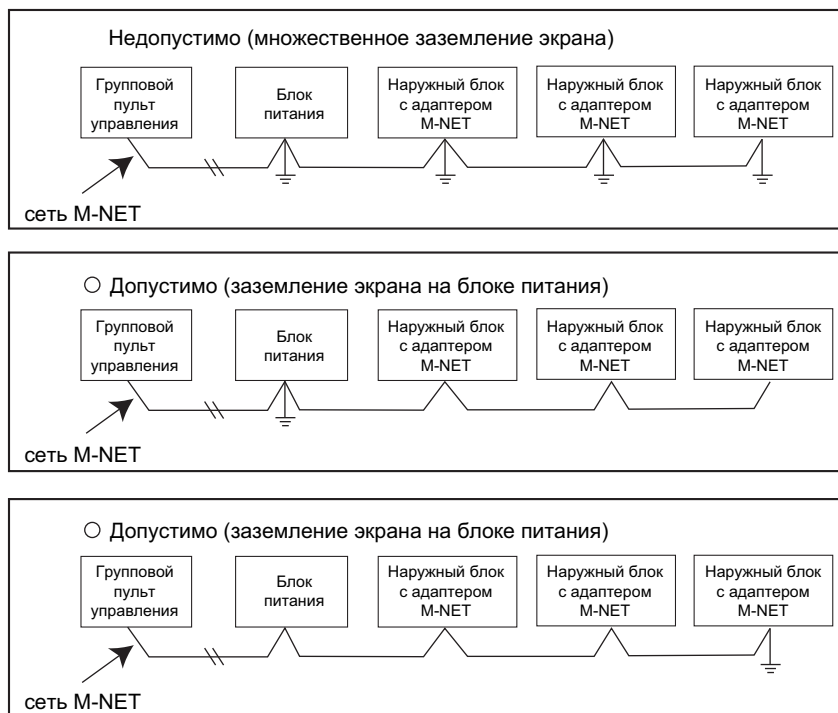 Недопустимо (множественное заземление экрана)
Групповой
пульт
управления
Блок
питания
Наружный блок
с адаптером
M-NET
Наружный блок
с адаптером
M-NET
Наружный блок
с адаптером
M-NET
сеть M-NET
Допустимо (заземление экрана на блоке питания)
Групповой
пульт
управления
Блок
питания
Наружный блок
с адаптером
M-NET
Наружный блок
с адаптером
M-NET
Наружный блок
с адаптером
M-NET
сеть M-NET
Допустимо (заземление экрана на блоке питания)
Групповой
пульт
управления
Блок
питания
Наружный блок
с адаптером
M-NET
Наружный блок
с адаптером
M-NET
Наружный блок
с адаптером
M-NET
сеть M-NET